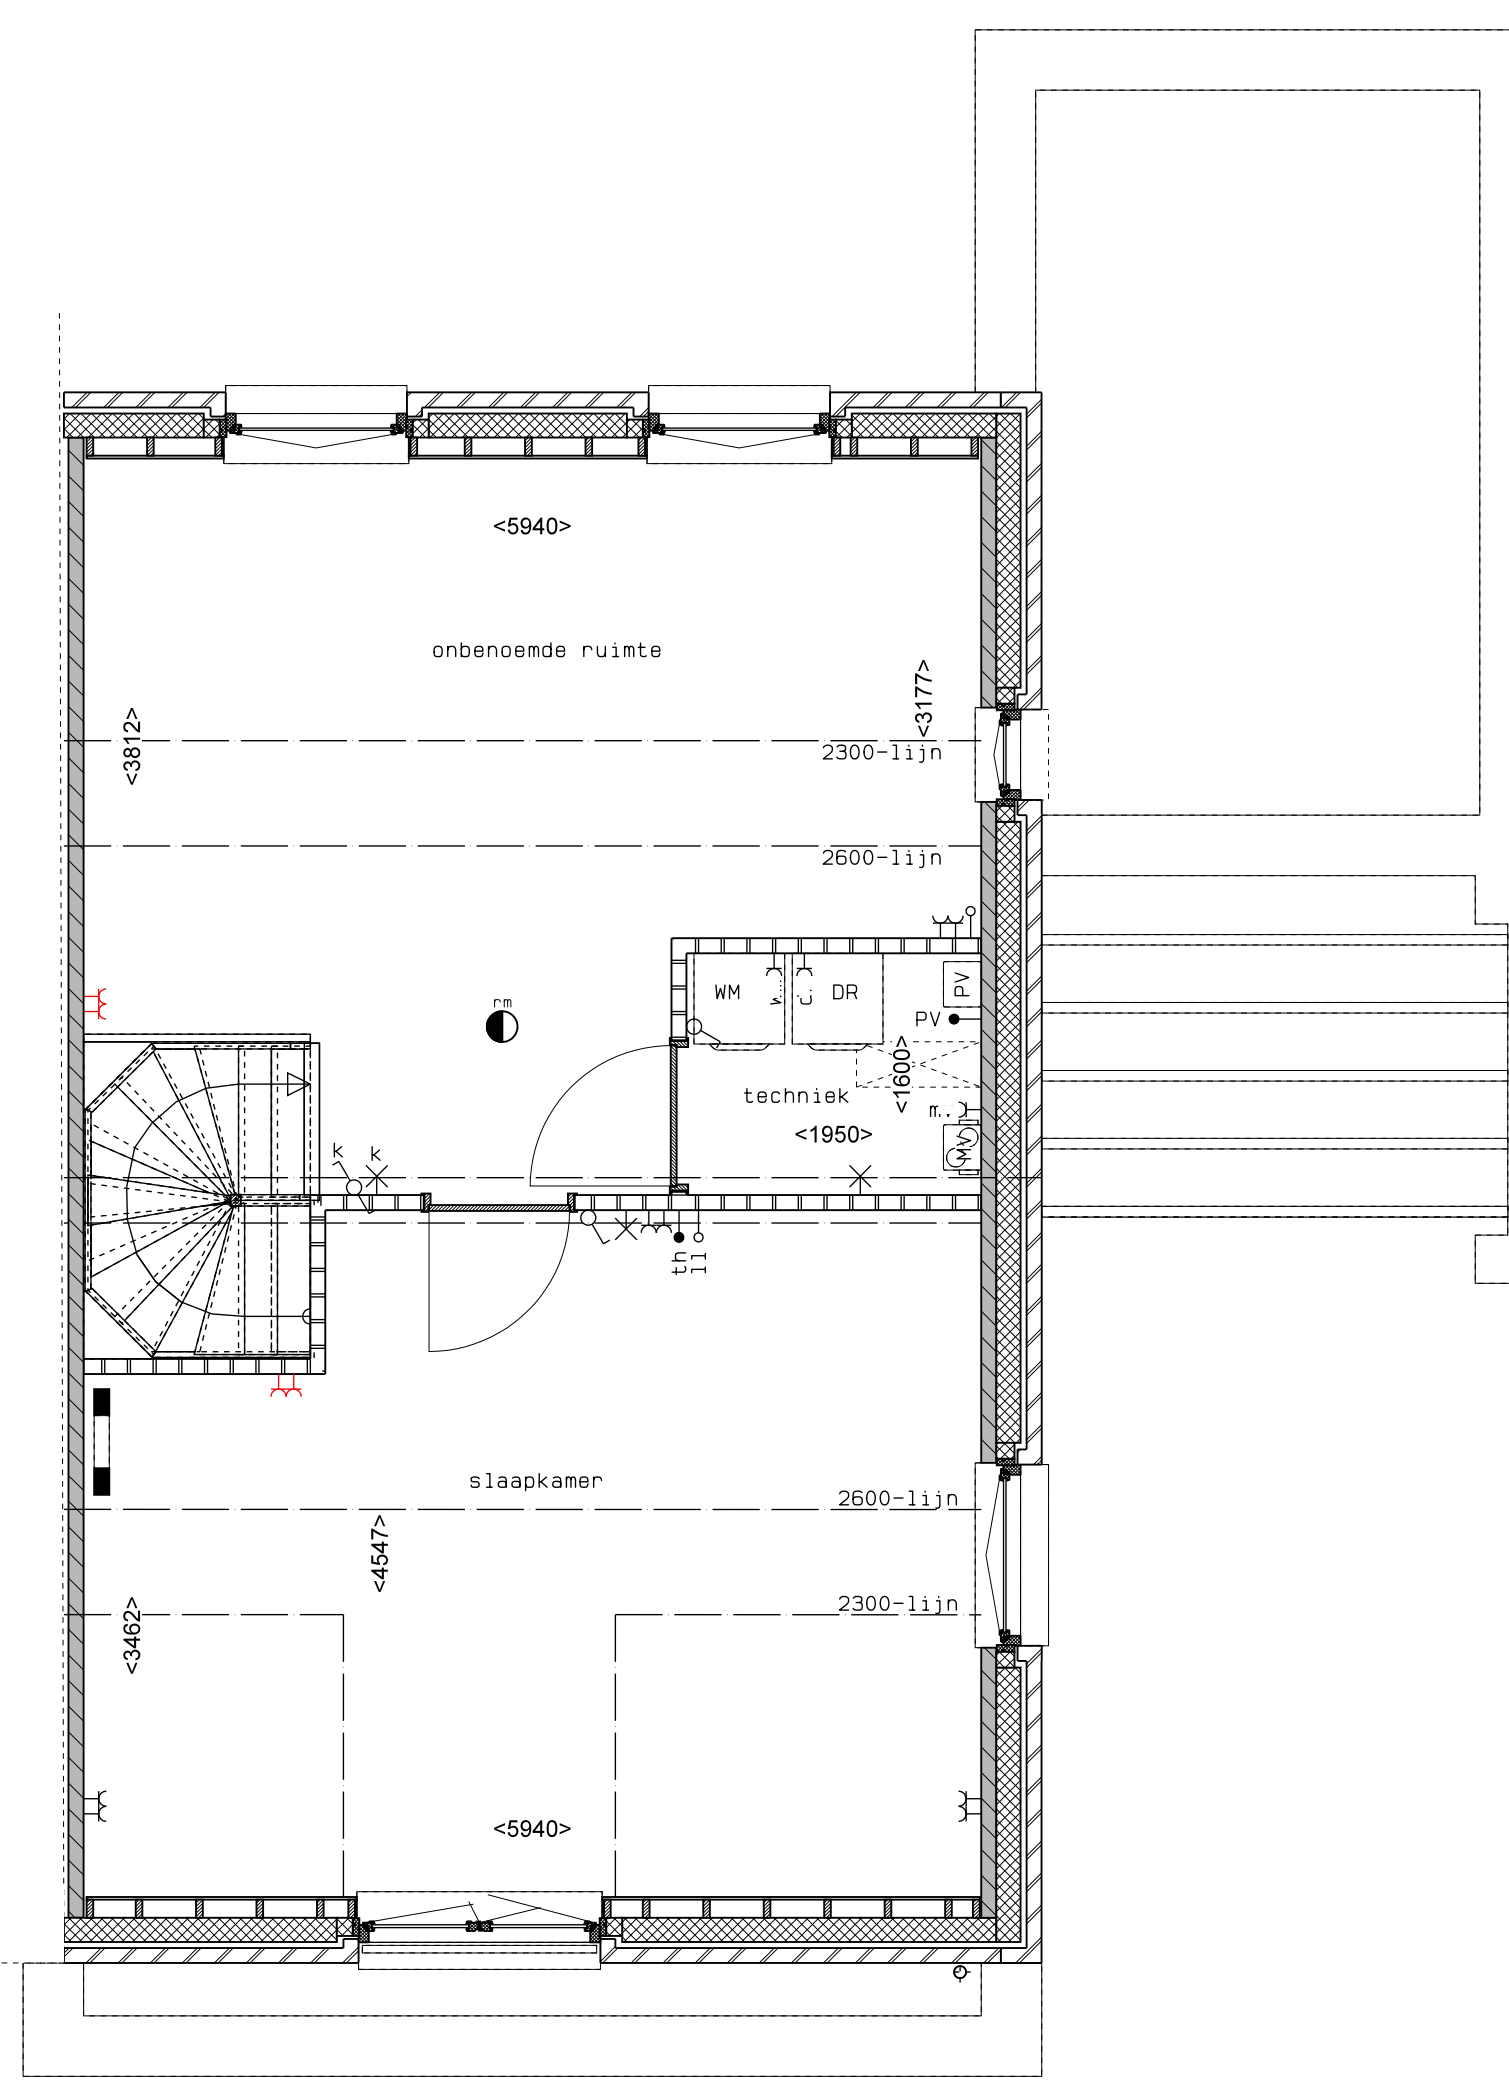 <5940>
onbenoemde ruimte
<3177>
<3812>
2300-lijn
2600-lijn
WM
DR
PV
rm
PV
<1600>
techniek
<1950>
MV
k
k
th
ll
slaapkamer
2600-lijn
<4547>
2300-lijn
<3462>
<5940>